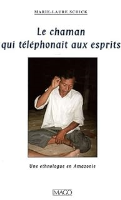 MARIE-LAURE SCHICK
Le chaman
qui téléphonait aux esprits
Une ethnologue en Amazonie
IMAGO